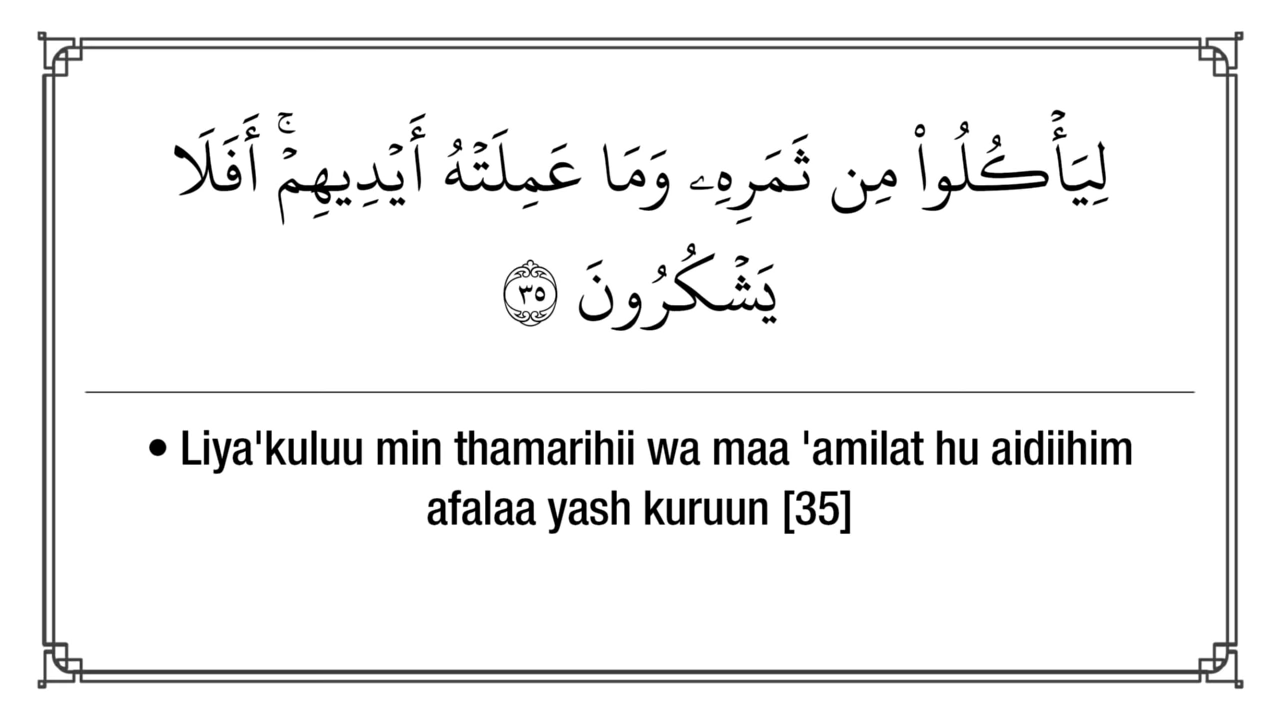 لِيَأۡكُلُواْ مِن ثَمَرِهِۦ وَمَا عَمِلَتۡهُ أَيۡدِيهِمۡۚ أَفَلَا
يَشۡكُرُونَ ٣٥
• Liya'kuluu min thamarihii wa maa 'amilat hu aidiihim
afalaa yash kuruun [35]